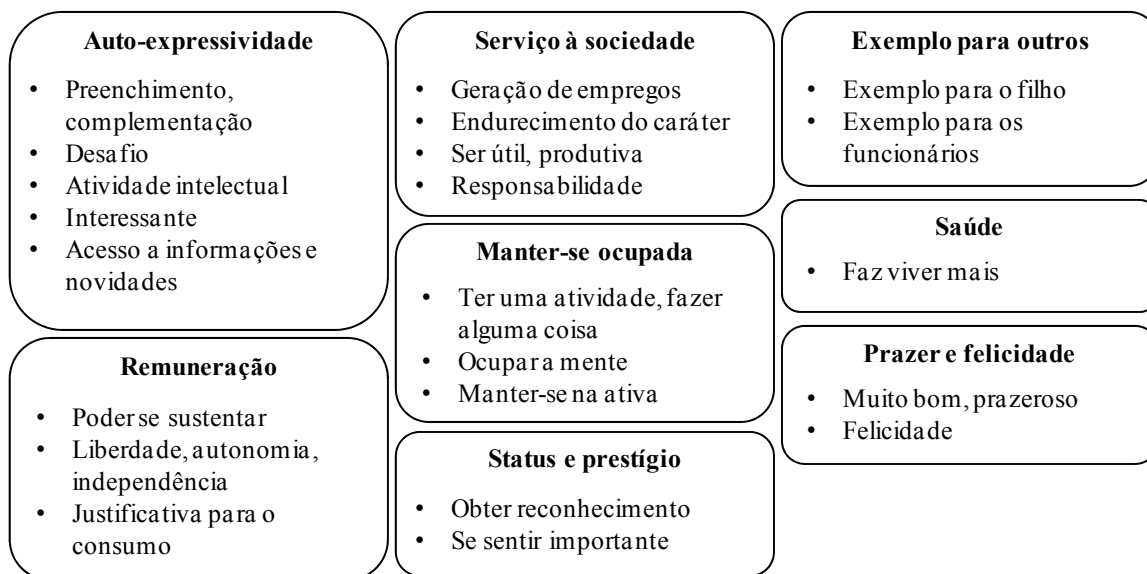 Auto-expressividade
• Preenchimento,
complementação
• Desafio
• Atividade intelectual
• Interessante
• Acesso a informações e
novidades
Remuneração
• Poder se sustentar
• Liberdade, autonomia,
independência
• Justificativa para o
consumo
Serviço à sociedade
• Geração de empregos
• Endurecimento do caráter
• Ser útil, produtiva
• Responsabilidade
Manter-se ocupada
• Ter uma atividade, fazer
alguma coisa
• Ocupar a mente
• Manter-se na ativa
Status e prestígio
• Obter reconhecimento
• Se sentir importante
Exemplo para outros
• Exemplo para o filho
• Exemplo para os
funcionários
Saúde
• Faz viver mais
Prazer e felicidade
• Muito bom, prazeroso
• Felicidade